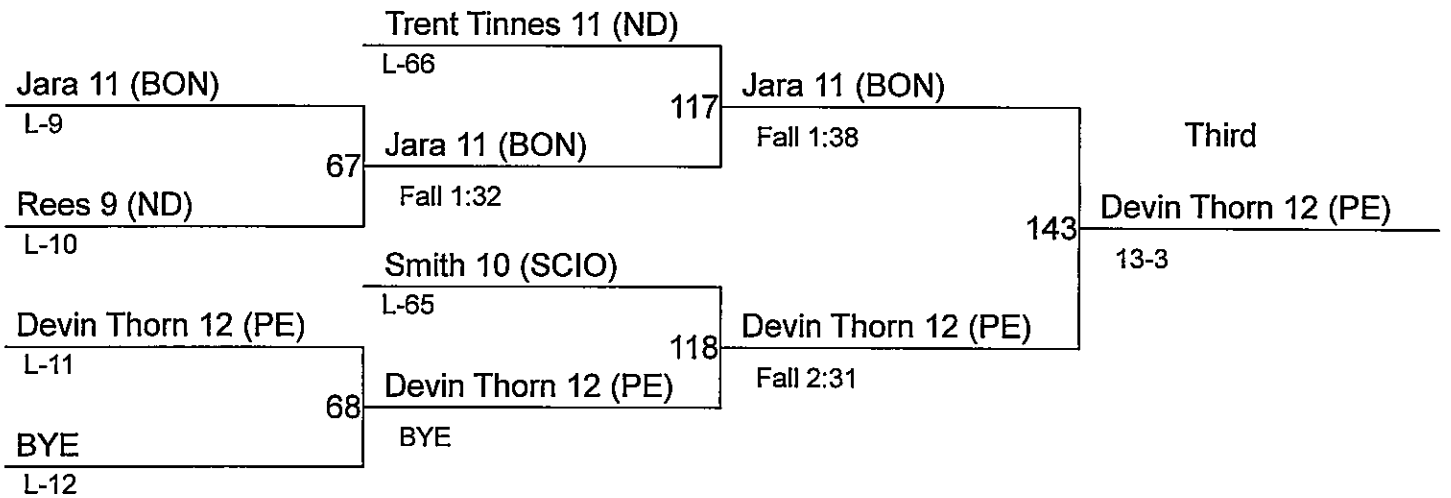 Trent Tinnes 11 (ND)
L-66
Jara 11 (BON)
L-9
117
Jara 11 (BON)
Fall 1:38
Third
67
Jara 11 (BON)
Fall 1:32
Rees 9 (ND)
L-10
143
Devin Thorn 12 (PE)
13-3
Smith 10 (SCIO)
L-65
Devin Thorn 12 (PE)
L-11
118
Devin Thorn 12 (PE)
Fall 2:31
68
Devin Thorn 12 (PE)
BYE
BYE
L-12